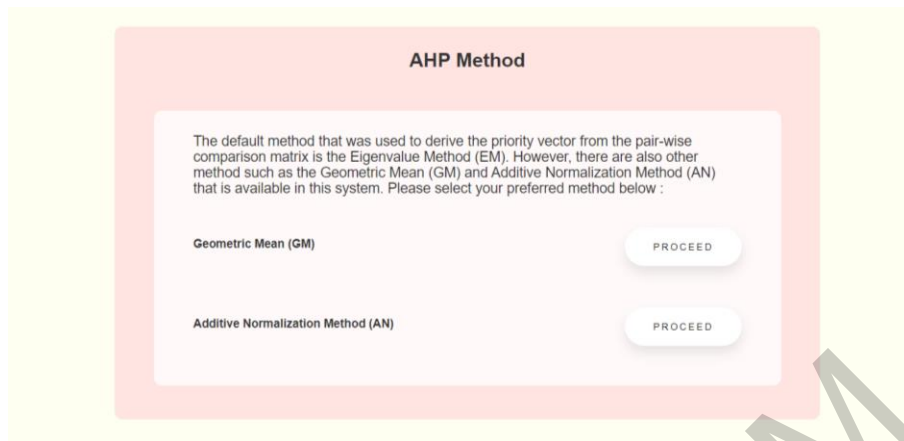 AHP Method
The default method that was used to derive the priority vector from the pair-wise
comparison matrix is the Eigenvalue Method (EM). However, there are also other
method such as the Geometric Mean (GM) and Additive Normalization Method (AN)
that is available in this system. Please select your preferred method below :
Geometric Mean (GM)
PROCEED
Additive Normalization Method (AN)
PROCEED